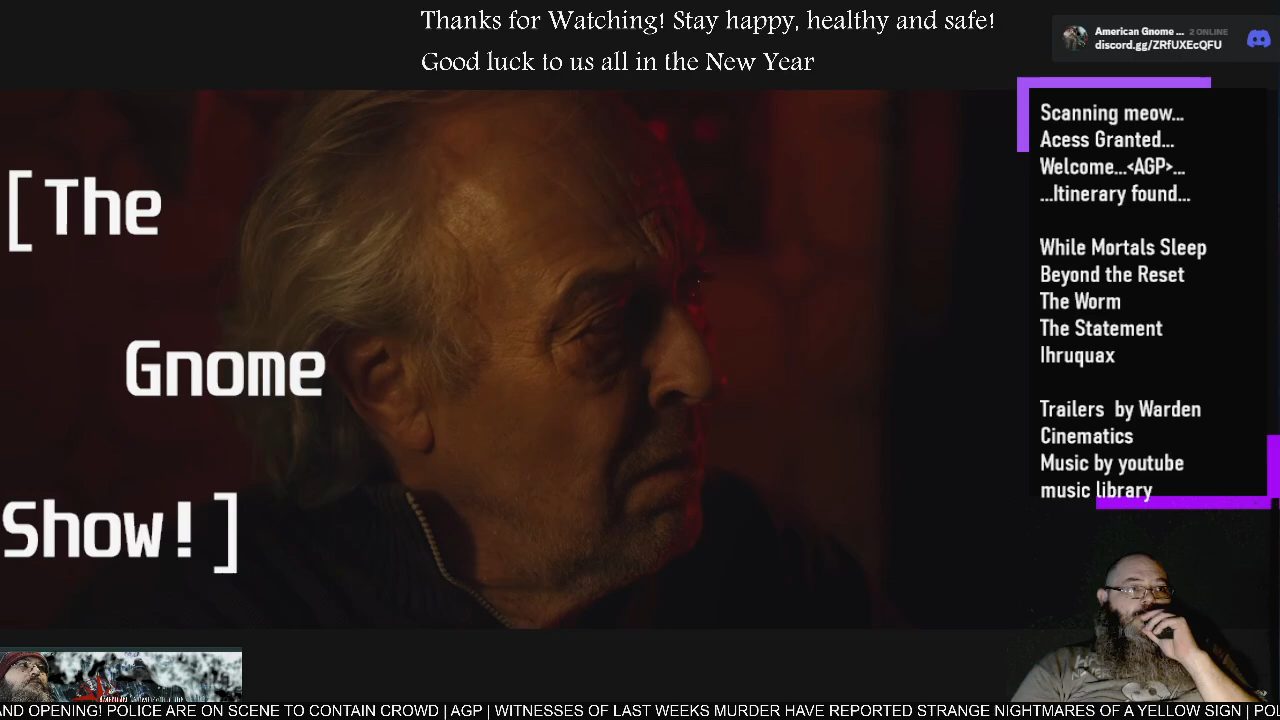 Thanks for Watching! Stay happy, healthy and safe!
Good luck to us all in the New Year
American Gnome ... 2 ONLINE
discord.gg/ZRfUXEcQFU
[The
Gnome
Show!]
Scanning meow...
Acess Granted...
Welcome...<AGP>...
...Itinerary found...
While Mortals Sleep
Beyond the Reset
The Worm
The Statement
Ihruquax
Trailers by Warden
Cinematics
Music by youtube
music library
AND OPENING! POLICE ARE ON SCENE TO CONTAIN CROWD | AGP | WITNESSES OF LAST WEEKS MURDER HAVE REPORTED STRANGE NIGHTMARES OF A YELLOW SIGN | POL